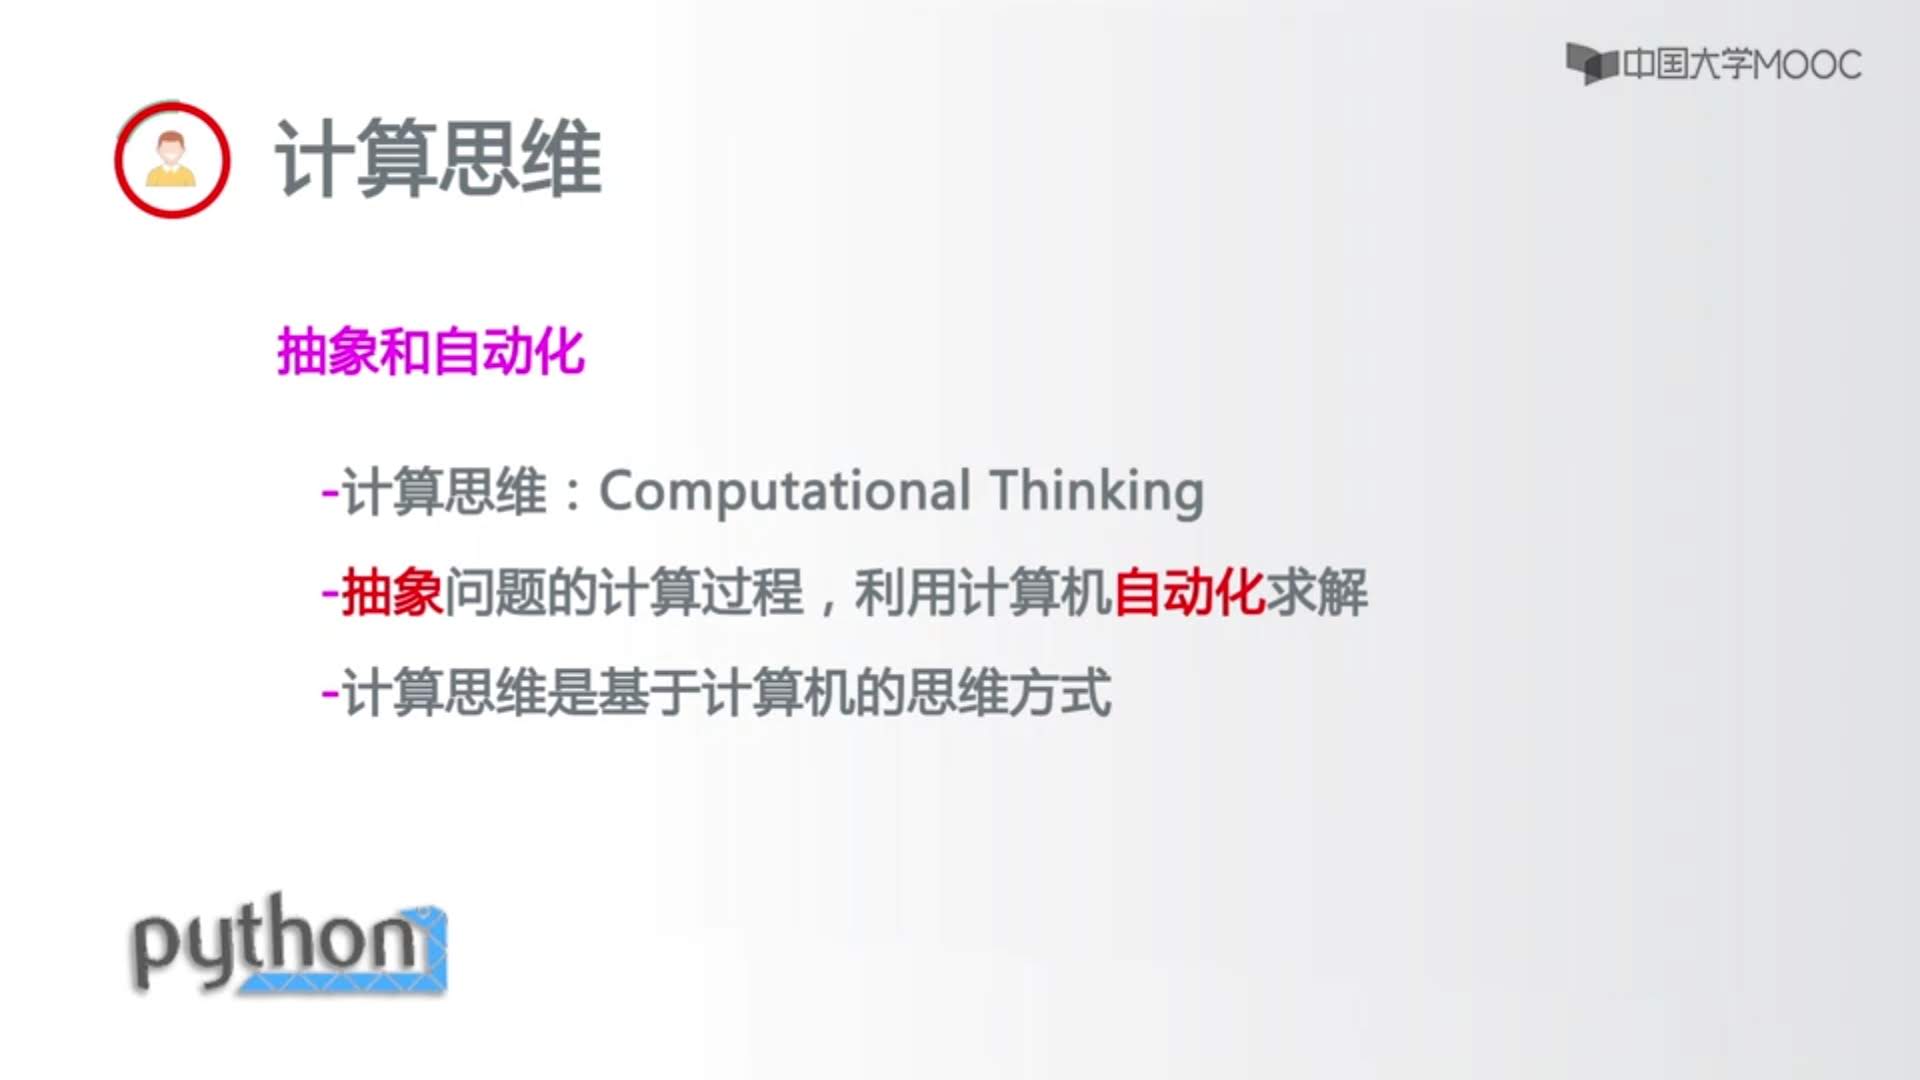 中国大学MOOC
计算思维
抽象和自动化
-计算思维：Computational Thinking
-抽象问题的计算过程，利用计算机自动化求解
-计算思维是基于计算机的思维方式
python